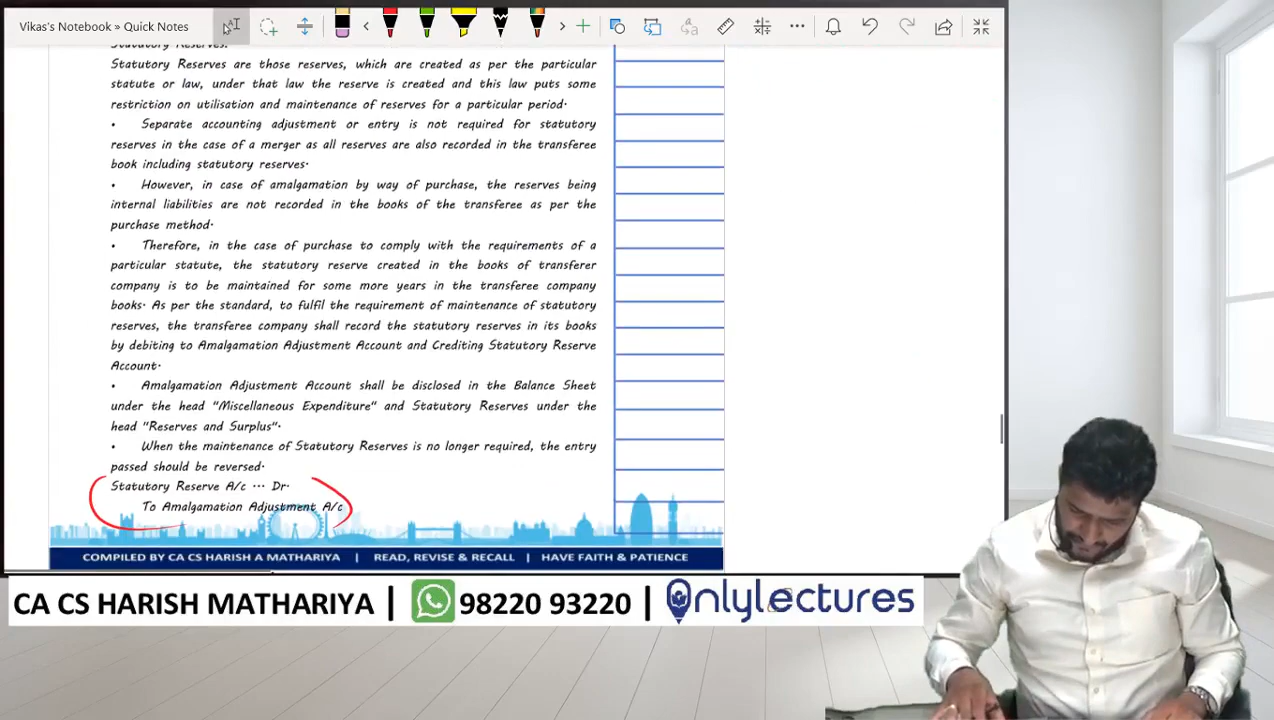 Vikas's Notebook » Quick Notes
Statutory Reserves:
Statutory Reserves are those reserves, which are created as per the particular
statute or law, under that law the reserve is created and this law puts some
restriction on utilisation and maintenance of reserves for a particular period.
• Separate accounting adjustment or entry is not required for statutory
reserves in the case of a merger as all reserves are also recorded in the transferee
book including statutory reserves.
• However, in case of amalgamation by way of purchase, the reserves being
internal liabilities are not recorded in the books of the transferee as per the
purchase method.
• Therefore, in the case of purchase to comply with the requirements of a
particular statute, the statutory reserve created in the books of transferer
company is to be maintained for some more years in the transferee company
books. As per the standard, to fulfil the requirement of maintenance of statutory
reserves, the transferee company shall record the statutory reserves in its books
by debiting to Amalgamation Adjustment Account and Crediting Statutory Reserve
Account.
• Amalgamation Adjustment Account shall be disclosed in the Balance Sheet
under the head "Miscellaneous Expenditure" and Statutory Reserves under the
head "Reserves and Surplus".
• When the maintenance of Statutory Reserves is no longer required, the entry
passed should be reversed.
Statutory Reserve A/c ... Dr.
To Amalgamation Adjustment A/c
COMPILED BY CA CS HARISH A MATHARIYA | READ, REVISE & RECALL | HAVE FAITH & PATIENCE
CA CS HARISH MATHARIYA | 98220 93220 | Onlylectures